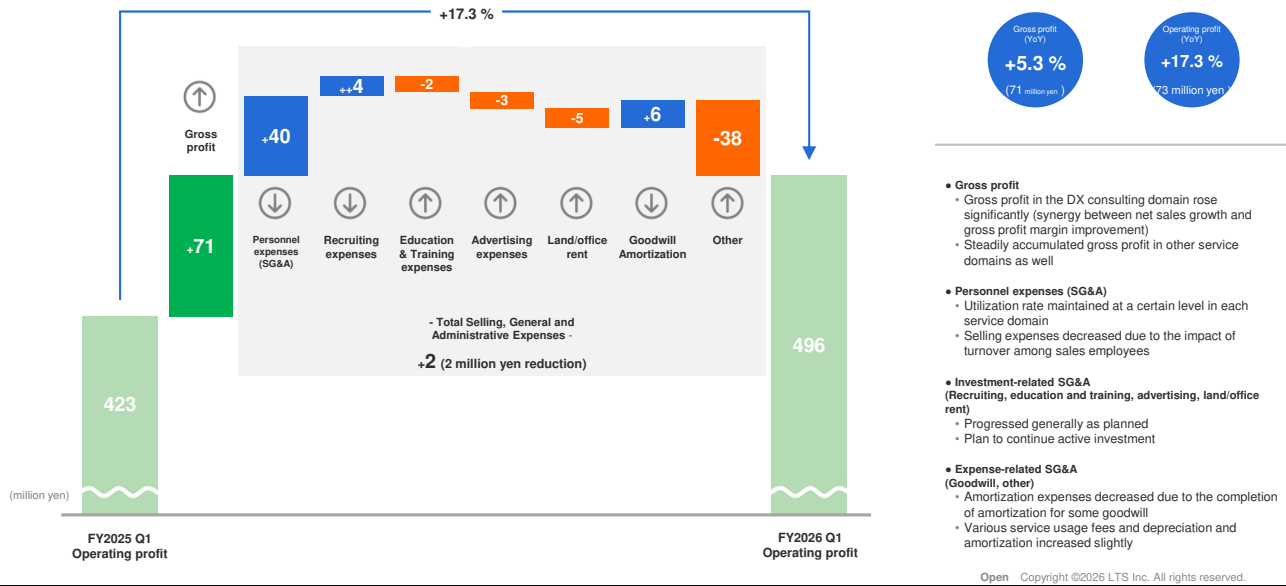 +17.3 %
Gross
profit
+71
+40
++4
-2
-3
-5
+6
-38
Personnel
expenses
(SG&A)
Recruiting
expenses
Education
& Training
expenses
Advertising
expenses
Land/office
rent
Goodwill
Amortization
Other
- Total Selling, General and
Administrative Expenses -
+2 (2 million yen reduction)
423
496
(million yen)
FY2025 Q1
Operating profit
FY2026 Q1
Operating profit
Gross profit
(YoY)
+5.3 %
(71 million yen )
Operating profit
(YoY)
+17.3 %
73 million yen
● Gross profit
• Gross profit in the DX consulting domain rose
significantly (synergy between net sales growth and
gross profit margin improvement)
• Steadily accumulated gross profit in other service
domains as well
● Personnel expenses (SG&A)
• Utilization rate maintained at a certain level in each
service domain
• Selling expenses decreased due to the impact of
turnover among sales employees
● Investment-related SG&A
(Recruiting, education and training, advertising, land/office
rent)
• Progressed generally as planned
• Plan to continue active investment
● Expense-related SG&A
(Goodwill, other)
• Amortization expenses decreased due to the completion
of amortization for some goodwill
• Various service usage fees and depreciation and
amortization increased slightly
Open Copyright ©2026 LTS Inc. All rights reserved.